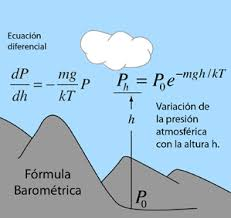 Ecuación
diferencial
dP/dh = -mg/kT P
P_h = P_0 e^{-mgh/kT}
h
Variación de
la presión
atmosférica
con la altura h.
Fórmula
Barométrica
P_0